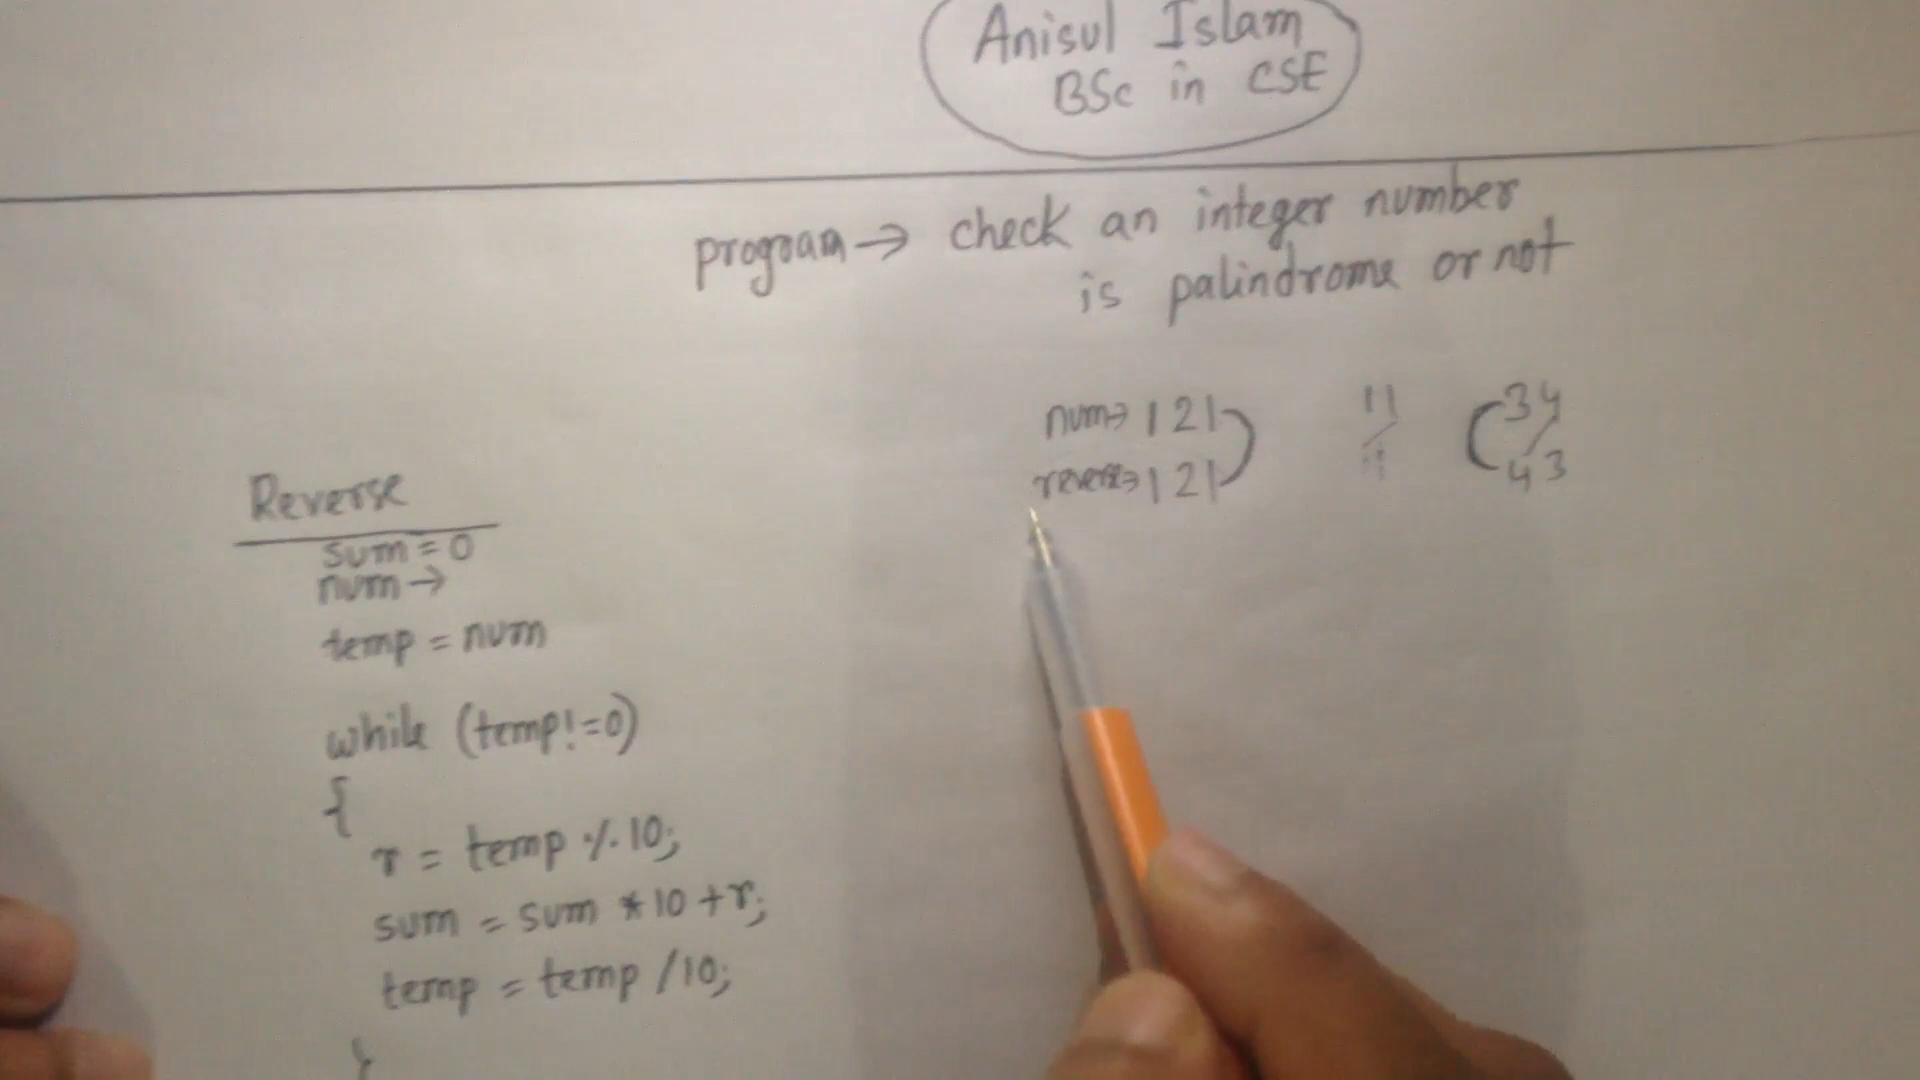 Anisul Islam
BSc in CSE
program → check an integer number
is palindrome or not
num→ 121
reverse→ 121
11
11
34
43
Reverse
sum = 0
num →
temp = num
while (temp!=0)
{
r = temp % 10;
sum = sum * 10 + r;
temp = temp / 10;
}